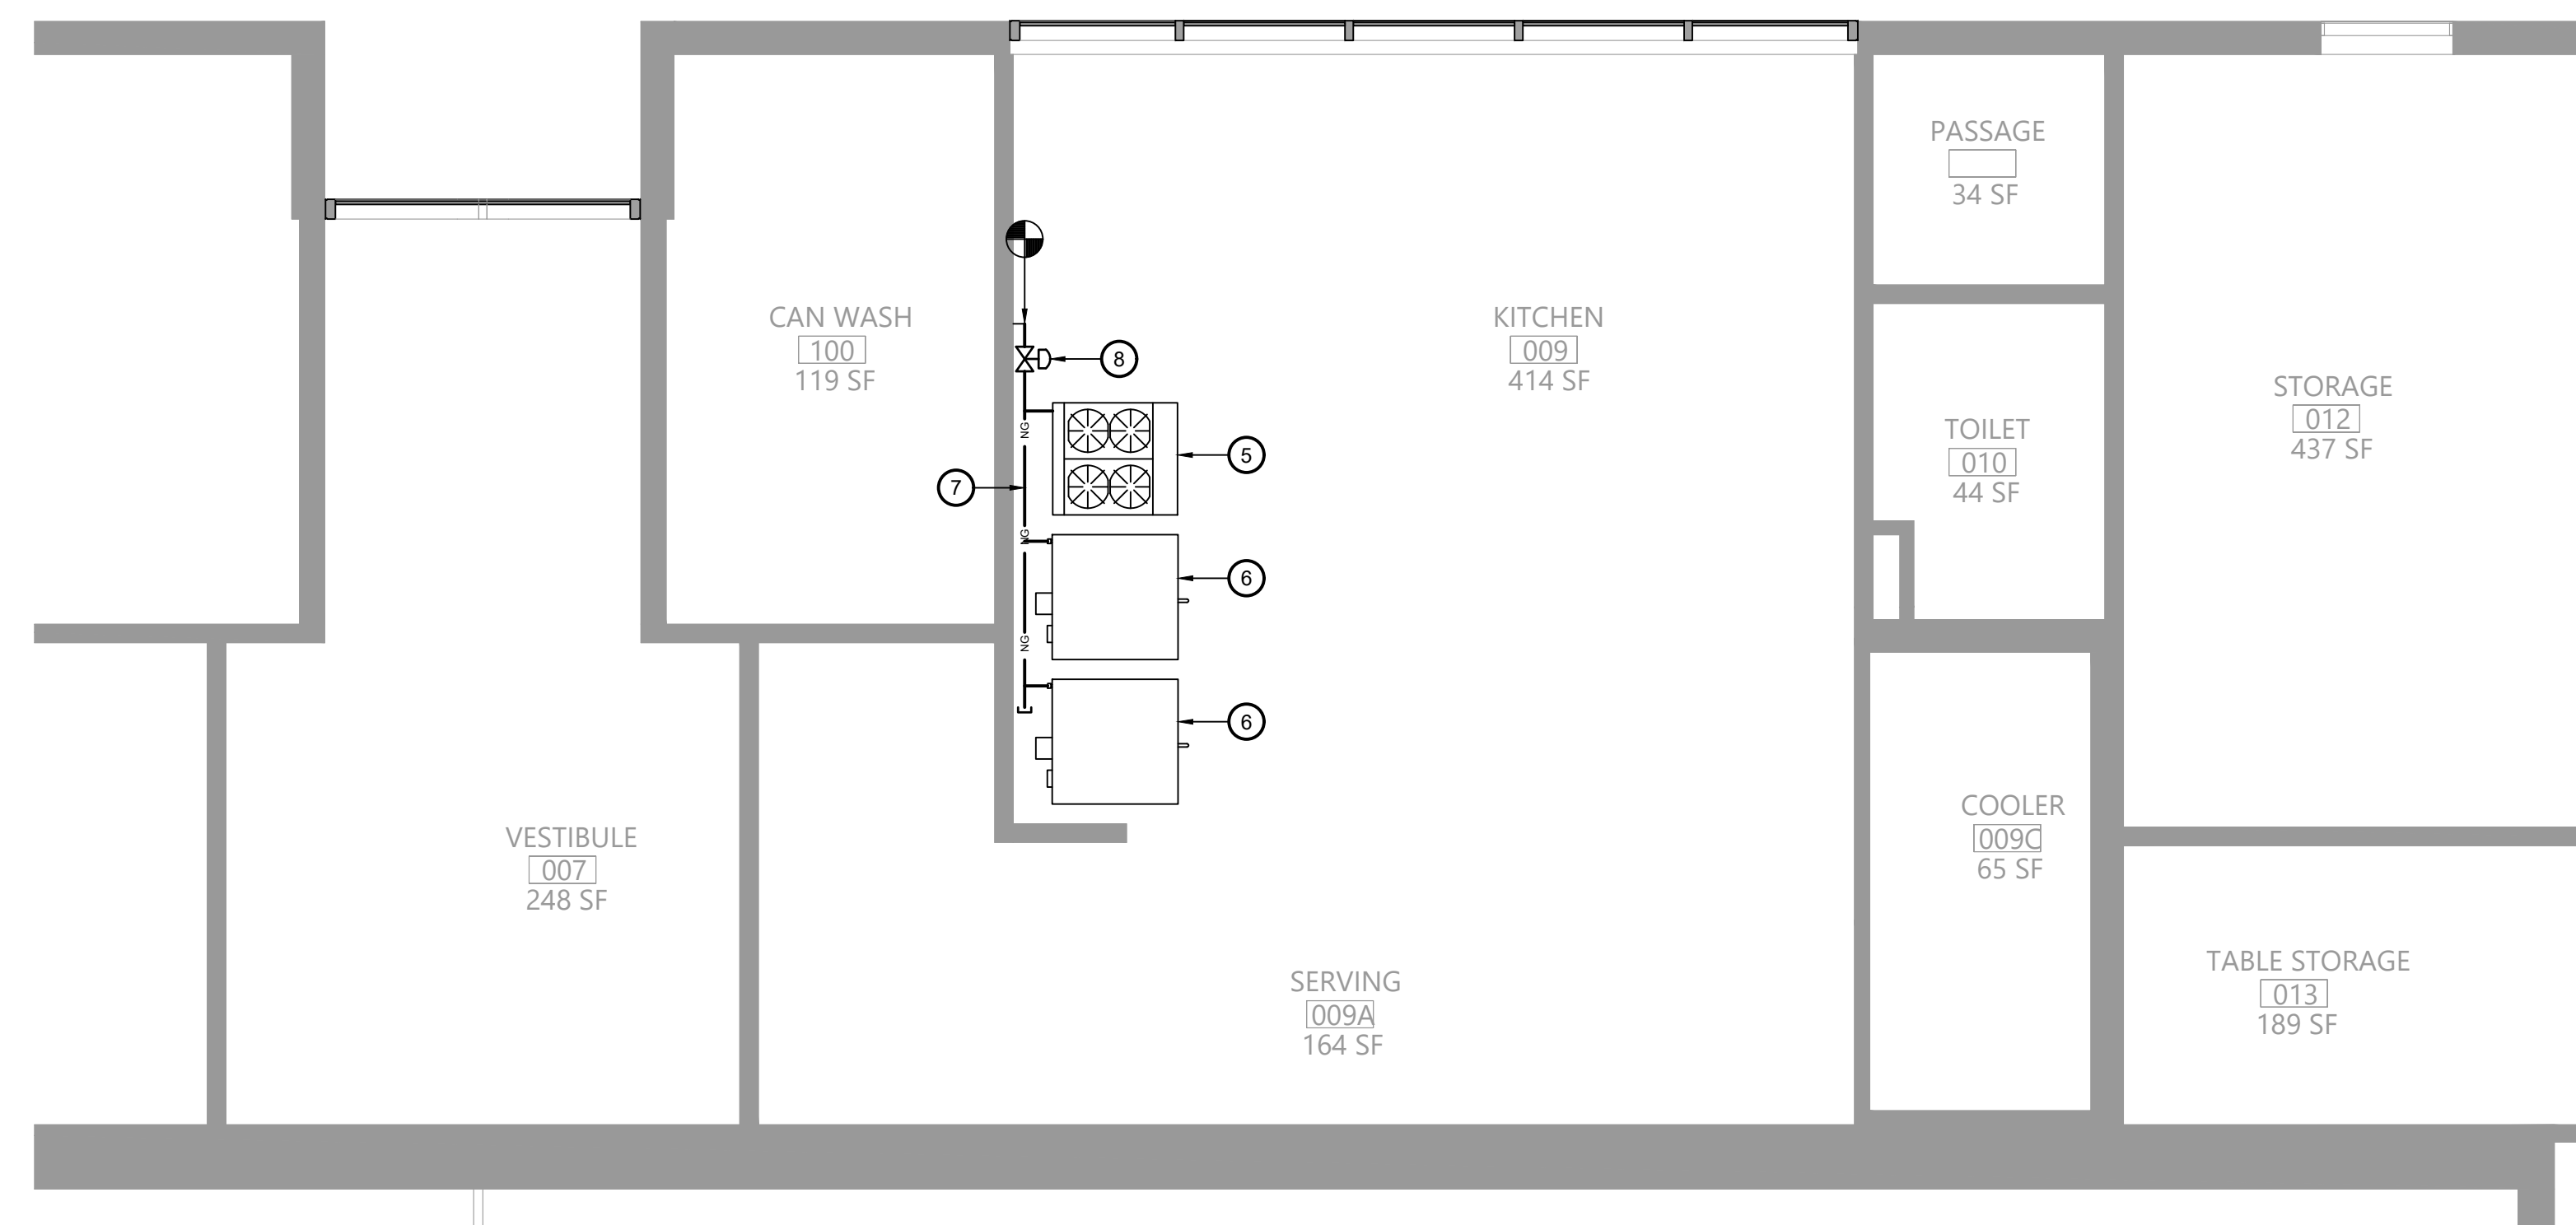 PASSAGE
34 SF
CAN WASH
100
119 SF
KITCHEN
009
414 SF
8
STORAGE
012
437 SF
TOILET
010
44 SF
NG
5
7
NG
6
NG
6
COOLER
009C
65 SF
VESTIBULE
007
248 SF
TABLE STORAGE
013
189 SF
SERVING
009A
164 SF